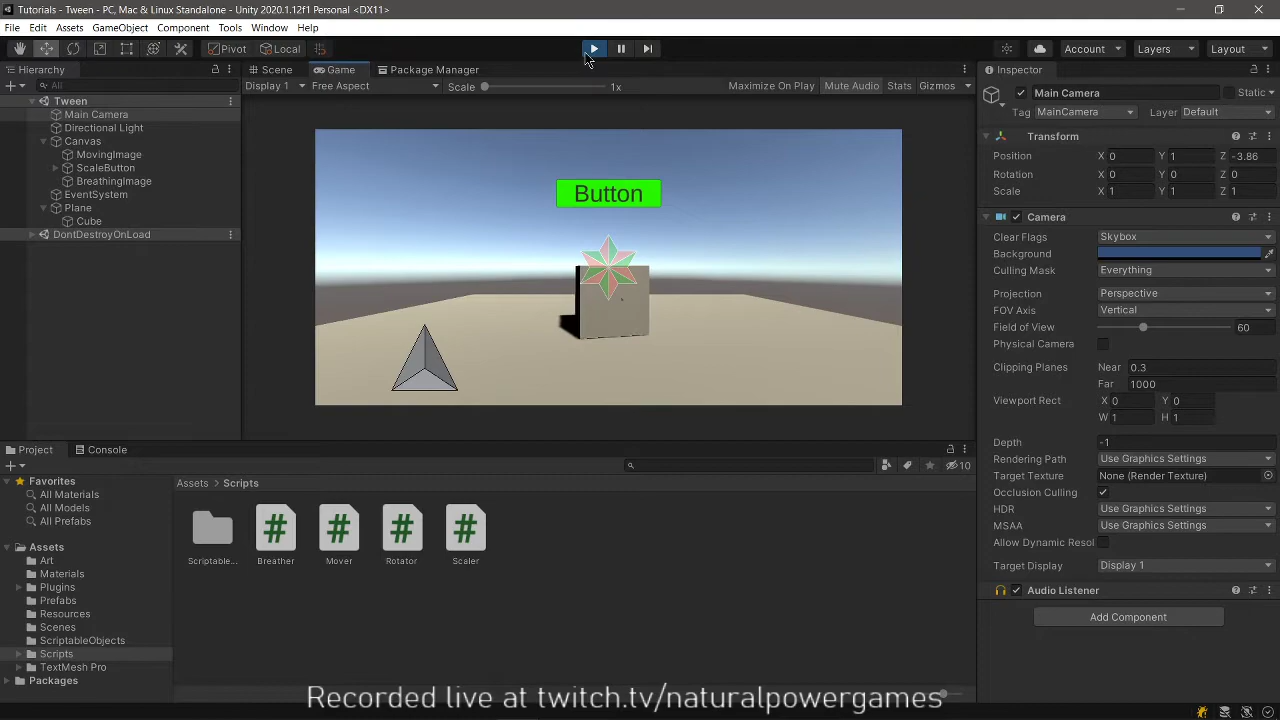 Tutorials - Tween - PC, Mac & Linux Standalone - Unity 2020.1.12f1 Personal <DX11>
File Edit Assets GameObject Component Tools Window Help
Pivot Local Account Layers Layout
Hierarchy Scene Game Package Manager Inspector
All Display 1 Free Aspect Scale 1x Maximize On Play Mute Audio Stats Gizmos
Main Camera Static
Tag MainCamera Layer Default
Tween
Main Camera
Directional Light
Canvas
MovingImage
ScaleButton
BreathingImage
EventSystem
Plane
Cube
DontDestroyOnLoad
Button
Transform
Position X 0 Y 1 Z -3.86
Rotation X 0 Y 0 Z 0
Scale X 1 Y 1 Z 1
Camera
Clear Flags Skybox
Background
Culling Mask Everything
Projection Perspective
FOV Axis Vertical
Field of View 60
Physical Camera
Clipping Planes Near 0.3
Far 1000
Viewport Rect X 0 Y 0
W 1 H 1
Depth -1
Rendering Path Use Graphics Settings
Target Texture None (Render Texture)
Occlusion Culling
HDR Use Graphics Settings
MSAA Use Graphics Settings
Allow Dynamic Resol
Target Display Display 1
Audio Listener
Add Component
Project Console
10
Favorites
All Materials
All Models
All Prefabs
Assets
Art
Materials
Plugins
Prefabs
Resources
Scenes
ScriptableObjects
Scripts
TextMesh Pro
Packages
Assets Scripts
Scriptable... Breather Mover Rotator Scaler
Recorded live at twitch.tv/naturalpowergames